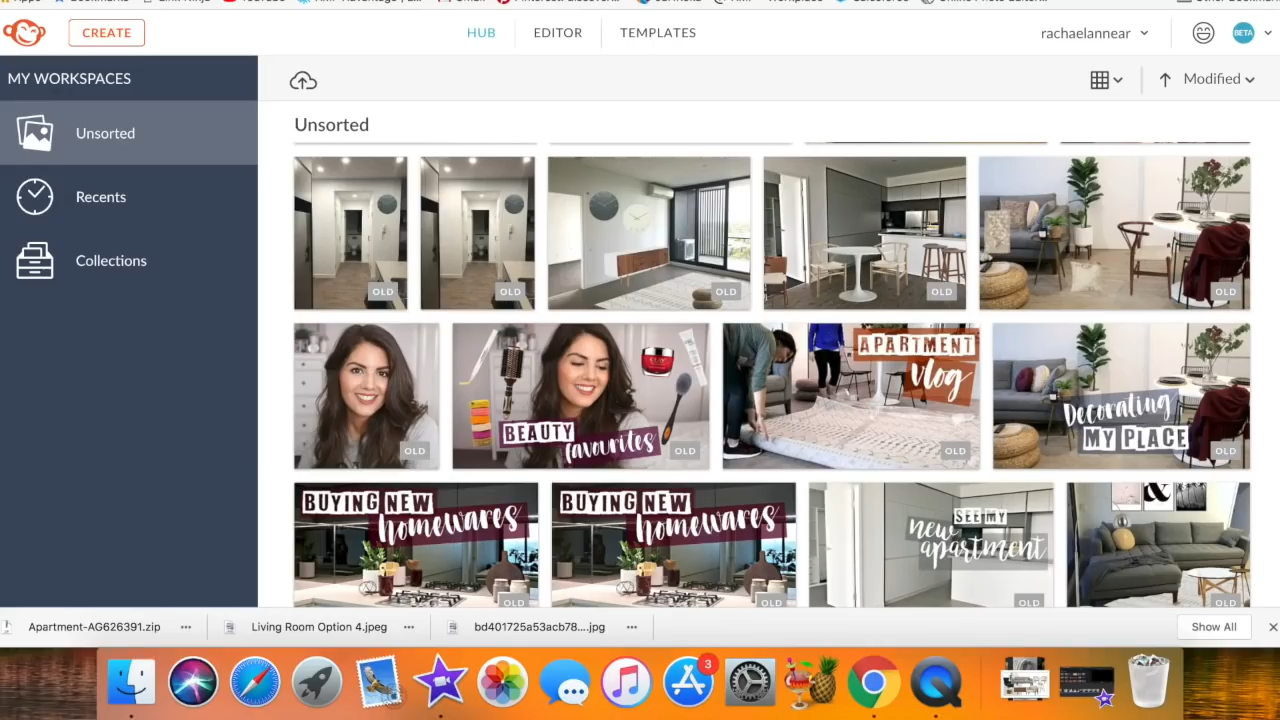 CREATE
HUB
EDITOR
TEMPLATES
rachaelannear
BETA
MY WORKSPACES
Modified
Unsorted
Recents
Collections
Unsorted
OLD
OLD
OLD
OLD
OLD
OLD
BEAUTY
favourites
OLD
APARTMENT
vlog
OLD
Decorating
MY PLACE
OLD
BUYING NEW
homewares
OLD
BUYING NEW
homewares
OLD
SEE MY
new
apartment
OLD
&
OLD
Apartment-AG626391.zip
Living Room Option 4.jpeg
bd401725a53acb78....jpg
Show All
3